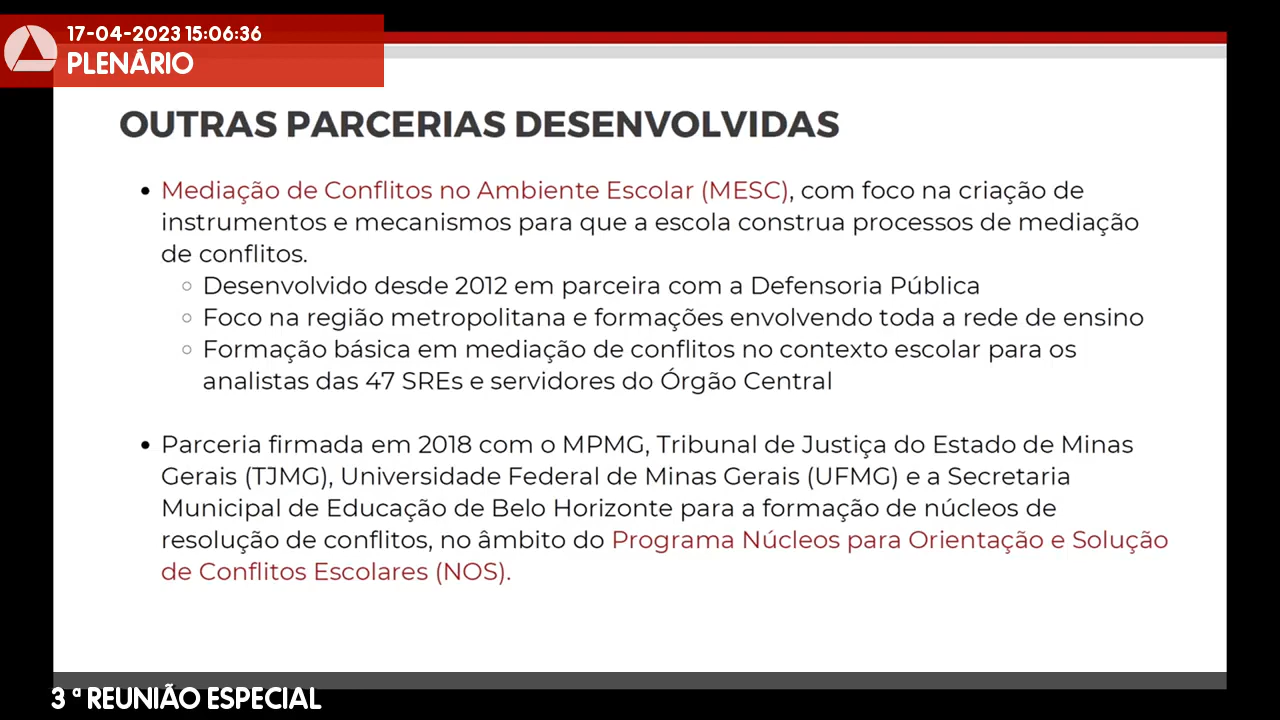 17-04-2023 15:06:36
PLENÁRIO
OUTRAS PARCERIAS DESENVOLVIDAS
• Mediação de Conflitos no Ambiente Escolar (MESC), com foco na criação de
instrumentos e mecanismos para que a escola construa processos de mediação
de conflitos.
○ Desenvolvido desde 2012 em parceira com a Defensoria Pública
○ Foco na região metropolitana e formações envolvendo toda a rede de ensino
○ Formação básica em mediação de conflitos no contexto escolar para os
analistas das 47 SREs e servidores do Órgão Central
• Parceria firmada em 2018 com o MPMG, Tribunal de Justiça do Estado de Minas
Gerais (TJMG), Universidade Federal de Minas Gerais (UFMG) e a Secretaria
Municipal de Educação de Belo Horizonte para a formação de núcleos de
resolução de conflitos, no âmbito do Programa Núcleos para Orientação e Solução
de Conflitos Escolares (NOS).
3 ª REUNIÃO ESPECIAL